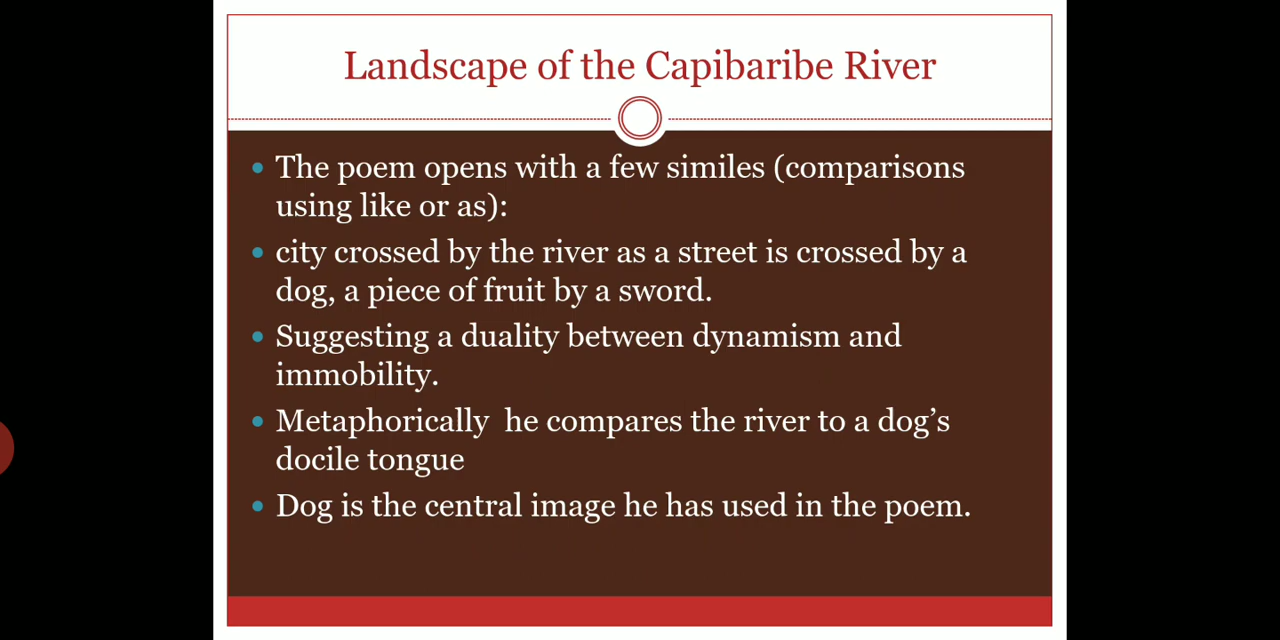 Landscape of the Capibaribe River
• The poem opens with a few similes (comparisons
using like or as):
• city crossed by the river as a street is crossed by a
dog, a piece of fruit by a sword.
• Suggesting a duality between dynamism and
immobility.
• Metaphorically  he compares the river to a dog’s
docile tongue
• Dog is the central image he has used in the poem.